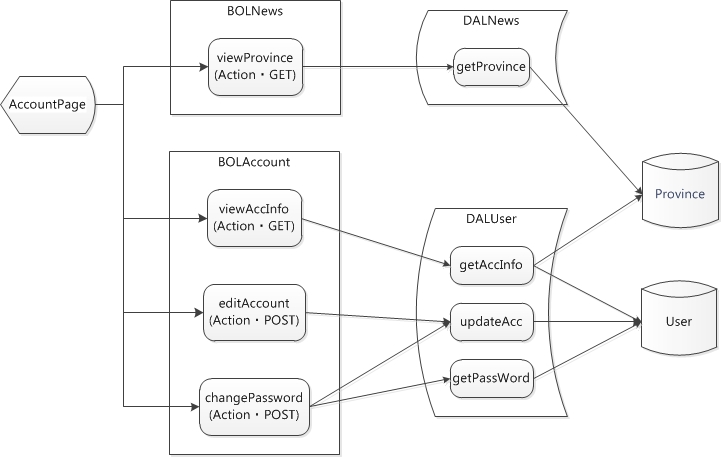 BOLNews
DALNews
viewProvince
(Action・GET)
getProvince
AccountPage
BOLAccount
Province
viewAccInfo
(Action・GET)
DALUser
getAccInfo
editAccount
(Action・POST)
updateAcc
User
getPassWord
changePassword
(Action・POST)